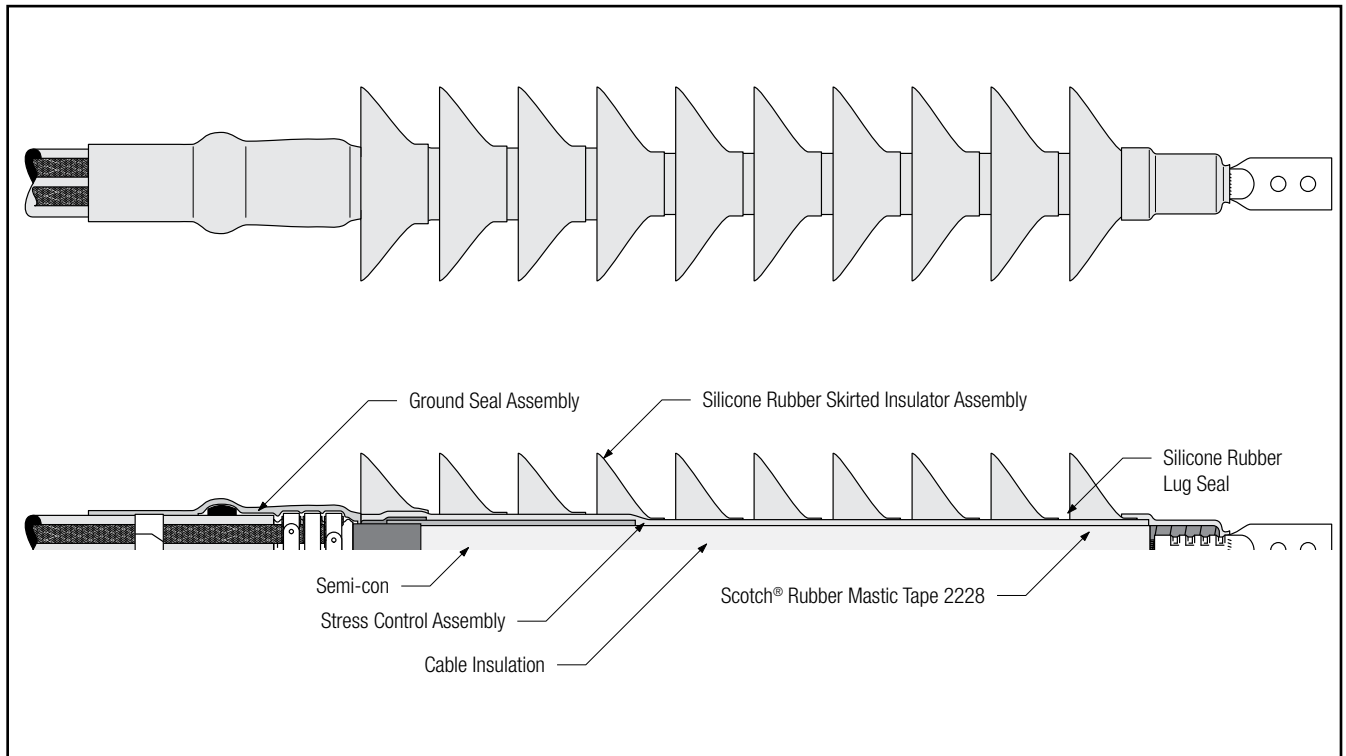 Ground Seal Assembly
Silicone Rubber Skirted Insulator Assembly
Silicone Rubber
Lug Seal
Semi-con
Scotch® Rubber Mastic Tape 2228
Stress Control Assembly
Cable Insulation